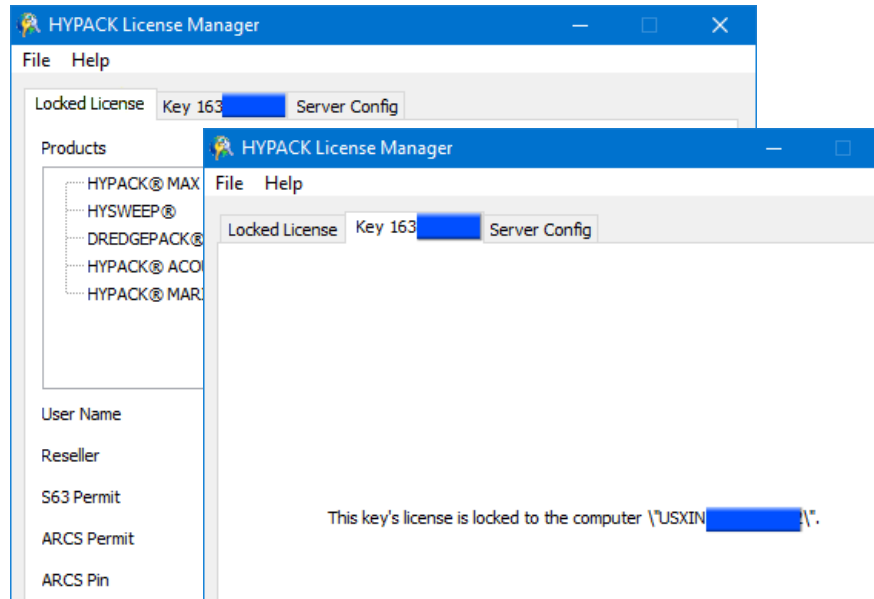 HYPACK License Manager
File Help
Locked License Key 163 Server Config
Products
HYPACK® MAX
HYSWEEP®
DREDGEPACK®
HYPACK®
HYPACK®
User Name
Reseller
S63 Permit
ARCS Permit
ARCS Pin
HYPACK License Manager
File Help
Locked License Key 163 Server Config
This key's license is locked to the computer \"USXIN \".